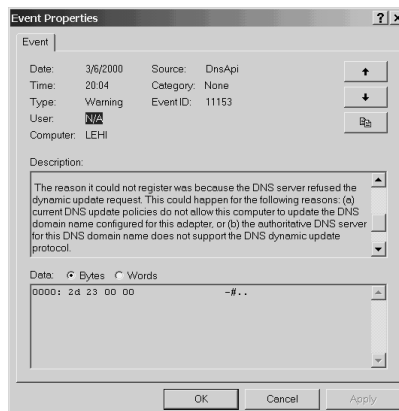 Event Properties
? x
Event
Date: 3/6/2000 Source: DnsApi
Time: 20:04 Category: None
Type: Warning Event ID: 11153
User: N/A
Computer: LEHI
Description:
The reason it could not register was because the DNS server refused the
dynamic update request. This could happen for the following reasons: (a)
current DNS update policies do not allow this computer to update the DNS
domain name configured for this adapter, or (b) the authoritative DNS server
for this DNS domain name does not support the DNS dynamic update
protocol.
Data: Bytes Words
0000: 2d 23 00 00 -#..
OK Cancel Apply